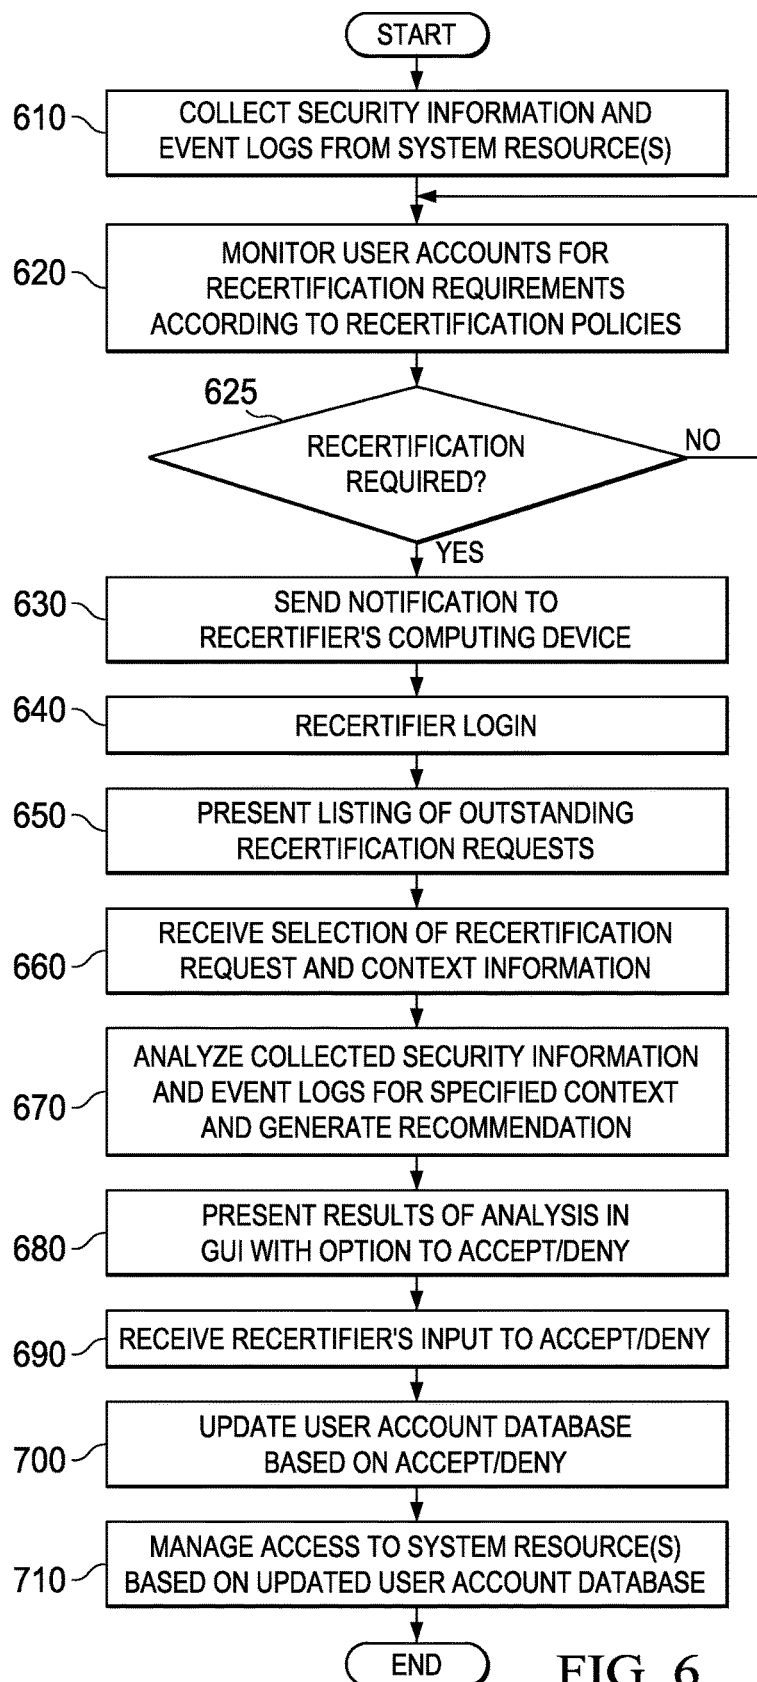 START
610
COLLECT SECURITY INFORMATION AND
EVENT LOGS FROM SYSTEM RESOURCE(S)
620
MONITOR USER ACCOUNTS FOR
RECERTIFICATION REQUIREMENTS
ACCORDING TO RECERTIFICATION POLICIES
625
RECERTIFICATION
REQUIRED?
NO
YES
630
SEND NOTIFICATION TO
RECERTIFIER'S COMPUTING DEVICE
640
RECERTIFIER LOGIN
650
PRESENT LISTING OF OUTSTANDING
RECERTIFICATION REQUESTS
660
RECEIVE SELECTION OF RECERTIFICATION
REQUEST AND CONTEXT INFORMATION
670
ANALYZE COLLECTED SECURITY INFORMATION
AND EVENT LOGS FOR SPECIFIED CONTEXT
AND GENERATE RECOMMENDATION
680
PRESENT RESULTS OF ANALYSIS IN
GUI WITH OPTION TO ACCEPT/DENY
690
RECEIVE RECERTIFIER'S INPUT TO ACCEPT/DENY
700
UPDATE USER ACCOUNT DATABASE
BASED ON ACCEPT/DENY
710
MANAGE ACCESS TO SYSTEM RESOURCE(S)
BASED ON UPDATED USER ACCOUNT DATABASE
END
FIG. 6